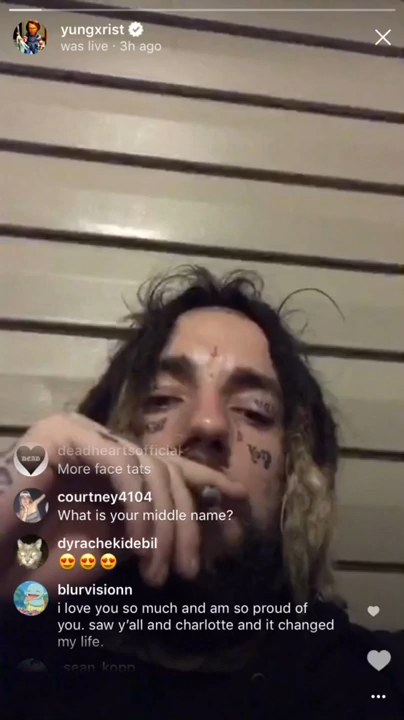 yungxrist
was live · 3h ago
deadheartsofficial
More face tats
courtney4104
What is your middle name?
dyrachekidebil
😍😍😍
blurvisionn
i love you so much and am so proud of
you. saw y'all and charlotte and it changed
my life.
sean_kopp